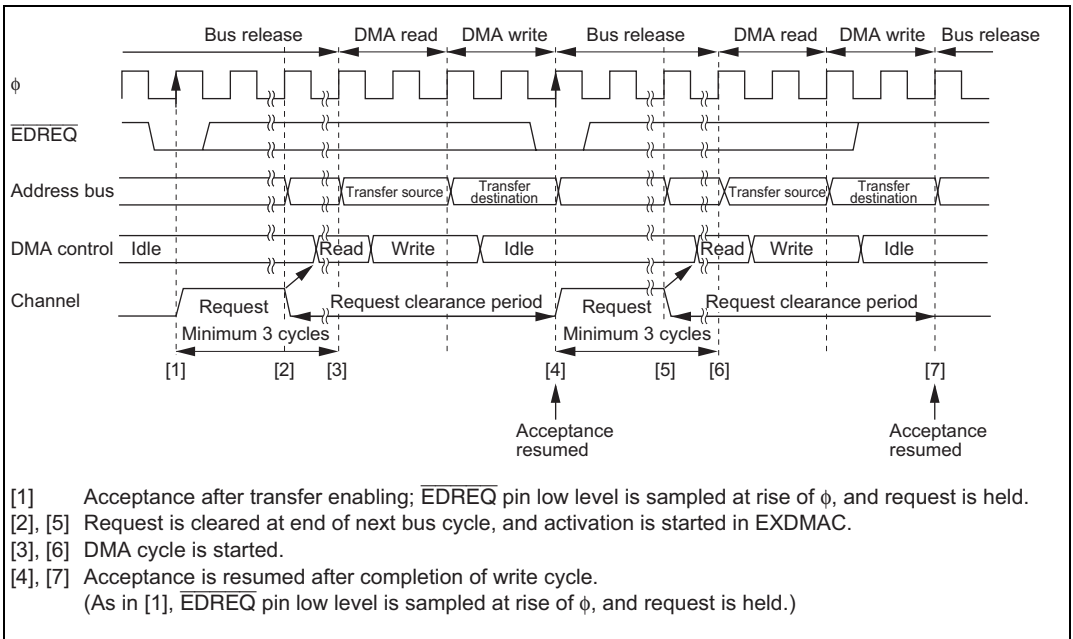 Bus release DMA read DMA write Bus release DMA read DMA write Bus release
ϕ
EDREQ
Address bus Transfer source Transfer destination Transfer source Transfer destination
DMA control Idle Read Write Idle Read Write Idle
Channel Request Request clearance period Request Request clearance period
Minimum 3 cycles Minimum 3 cycles
[1] [2] [3] [4] [5] [6] [7]
Acceptance resumed Acceptance resumed
[1] Acceptance after transfer enabling; EDREQ pin low level is sampled at rise of ϕ, and request is held.
[2], [5] Request is cleared at end of next bus cycle, and activation is started in EXDMAC.
[3], [6] DMA cycle is started.
[4], [7] Acceptance is resumed after completion of write cycle.
(As in [1], EDREQ pin low level is sampled at rise of ϕ, and request is held.)